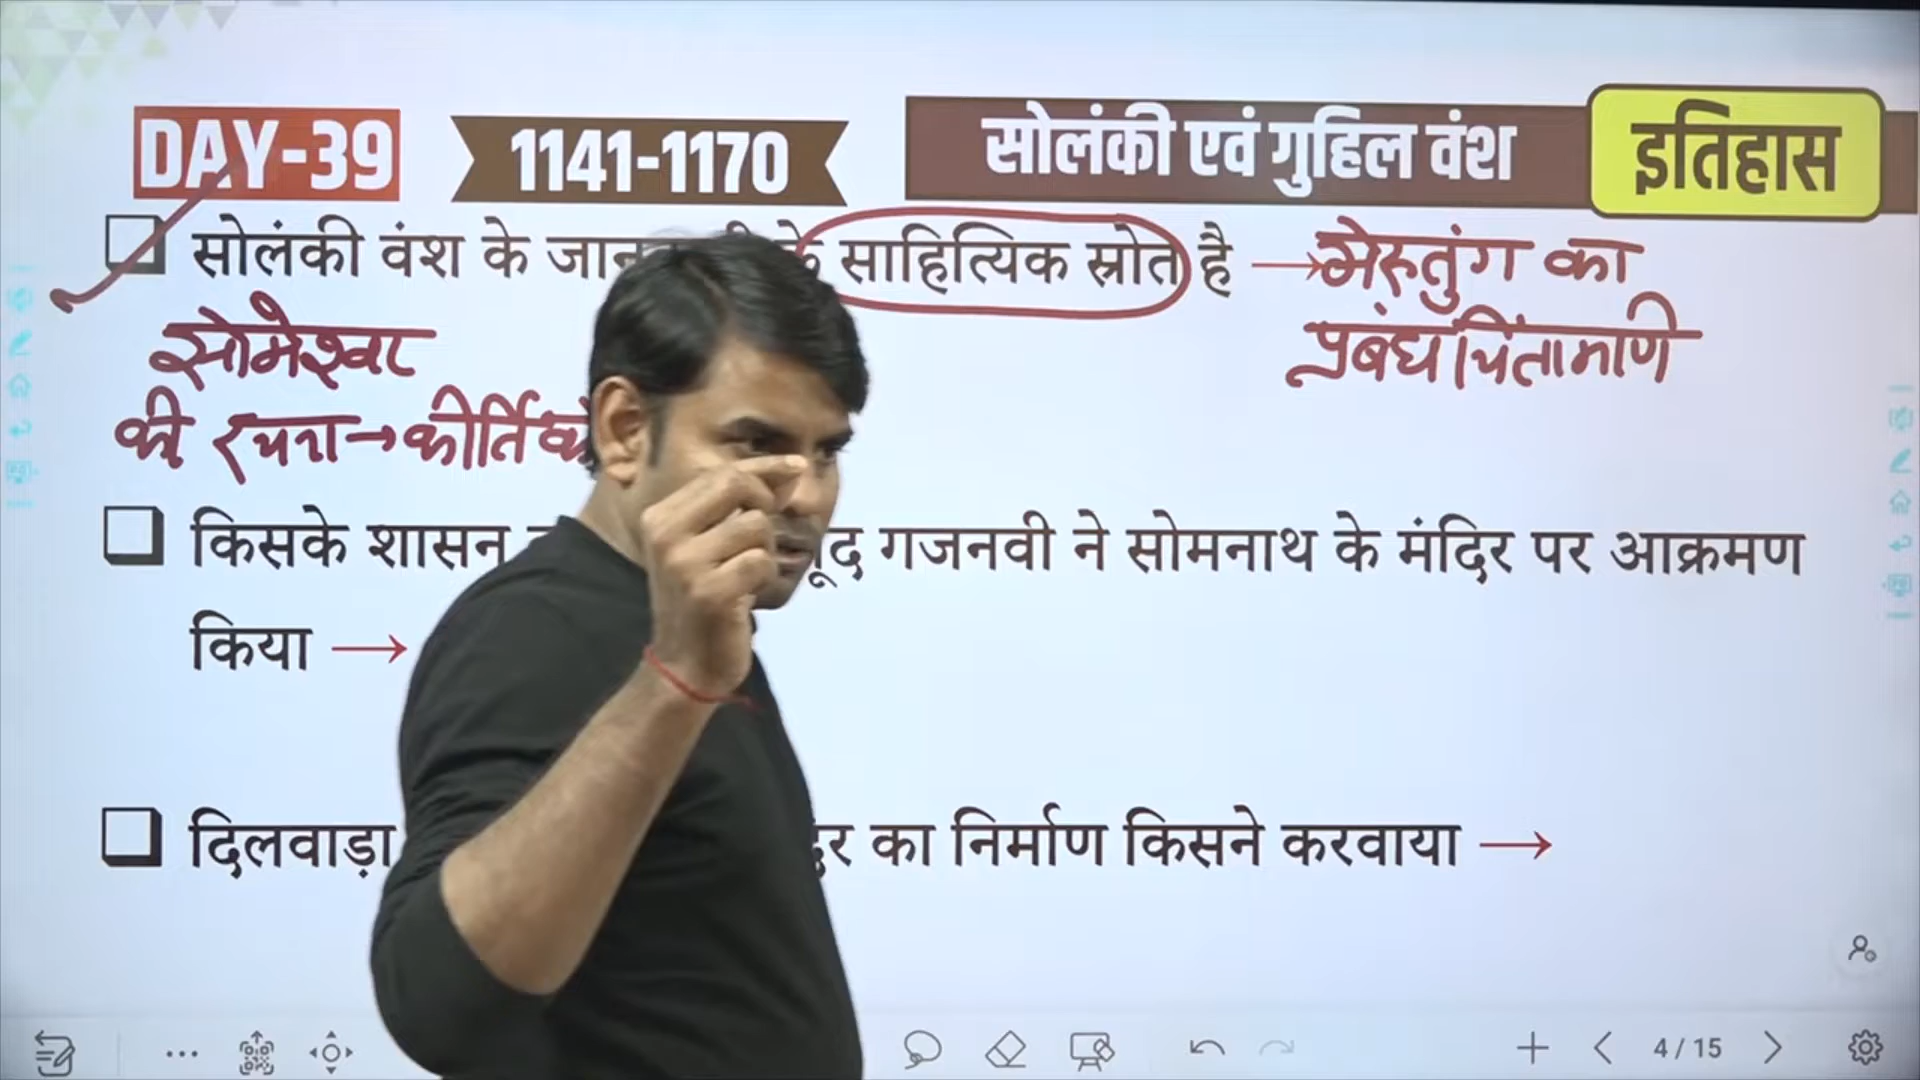 DAY-39
1141-1170
सोलंकी एवं गुहिल वंश
इतिहास
सोलंकी वंश के के साहित्यिक स्रोत है → मेरुतुंग का
प्रबंध चिंतामणि
सोमेश्वर
की रचना → कीर्ति
किसके शासन गजनवी ने सोमनाथ के मंदिर पर आक्रमण
किया →
दिलवाड़ा का निर्माण किसने करवाया →
4 / 15